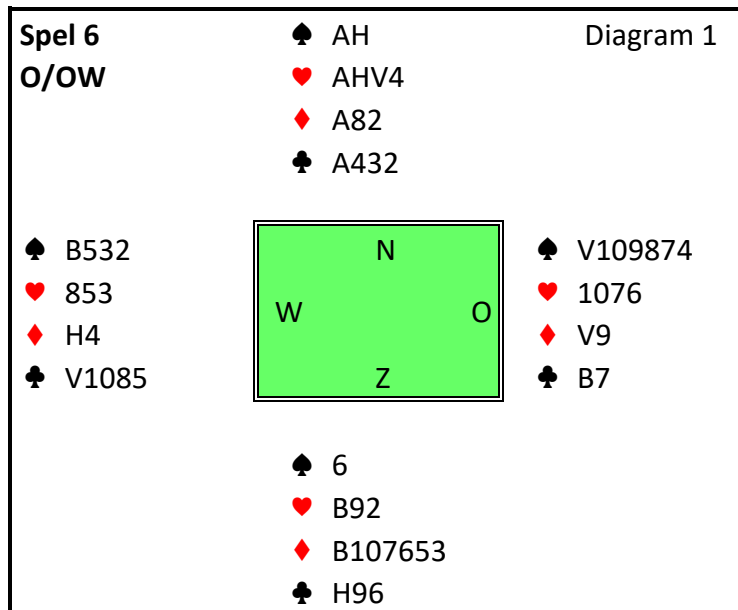 Spel 6 ♠ AH Diagram 1
O/OW ♥ AHV4
♦ A82
♣ A432
♠ B532 N ♠ V109874
♥ 853 ♥ 1076
W O
♦ H4 ♦ V9
♣ V1085 Z ♣ B7
♠ 6
♥ B92
♦ B107653
♣ H96